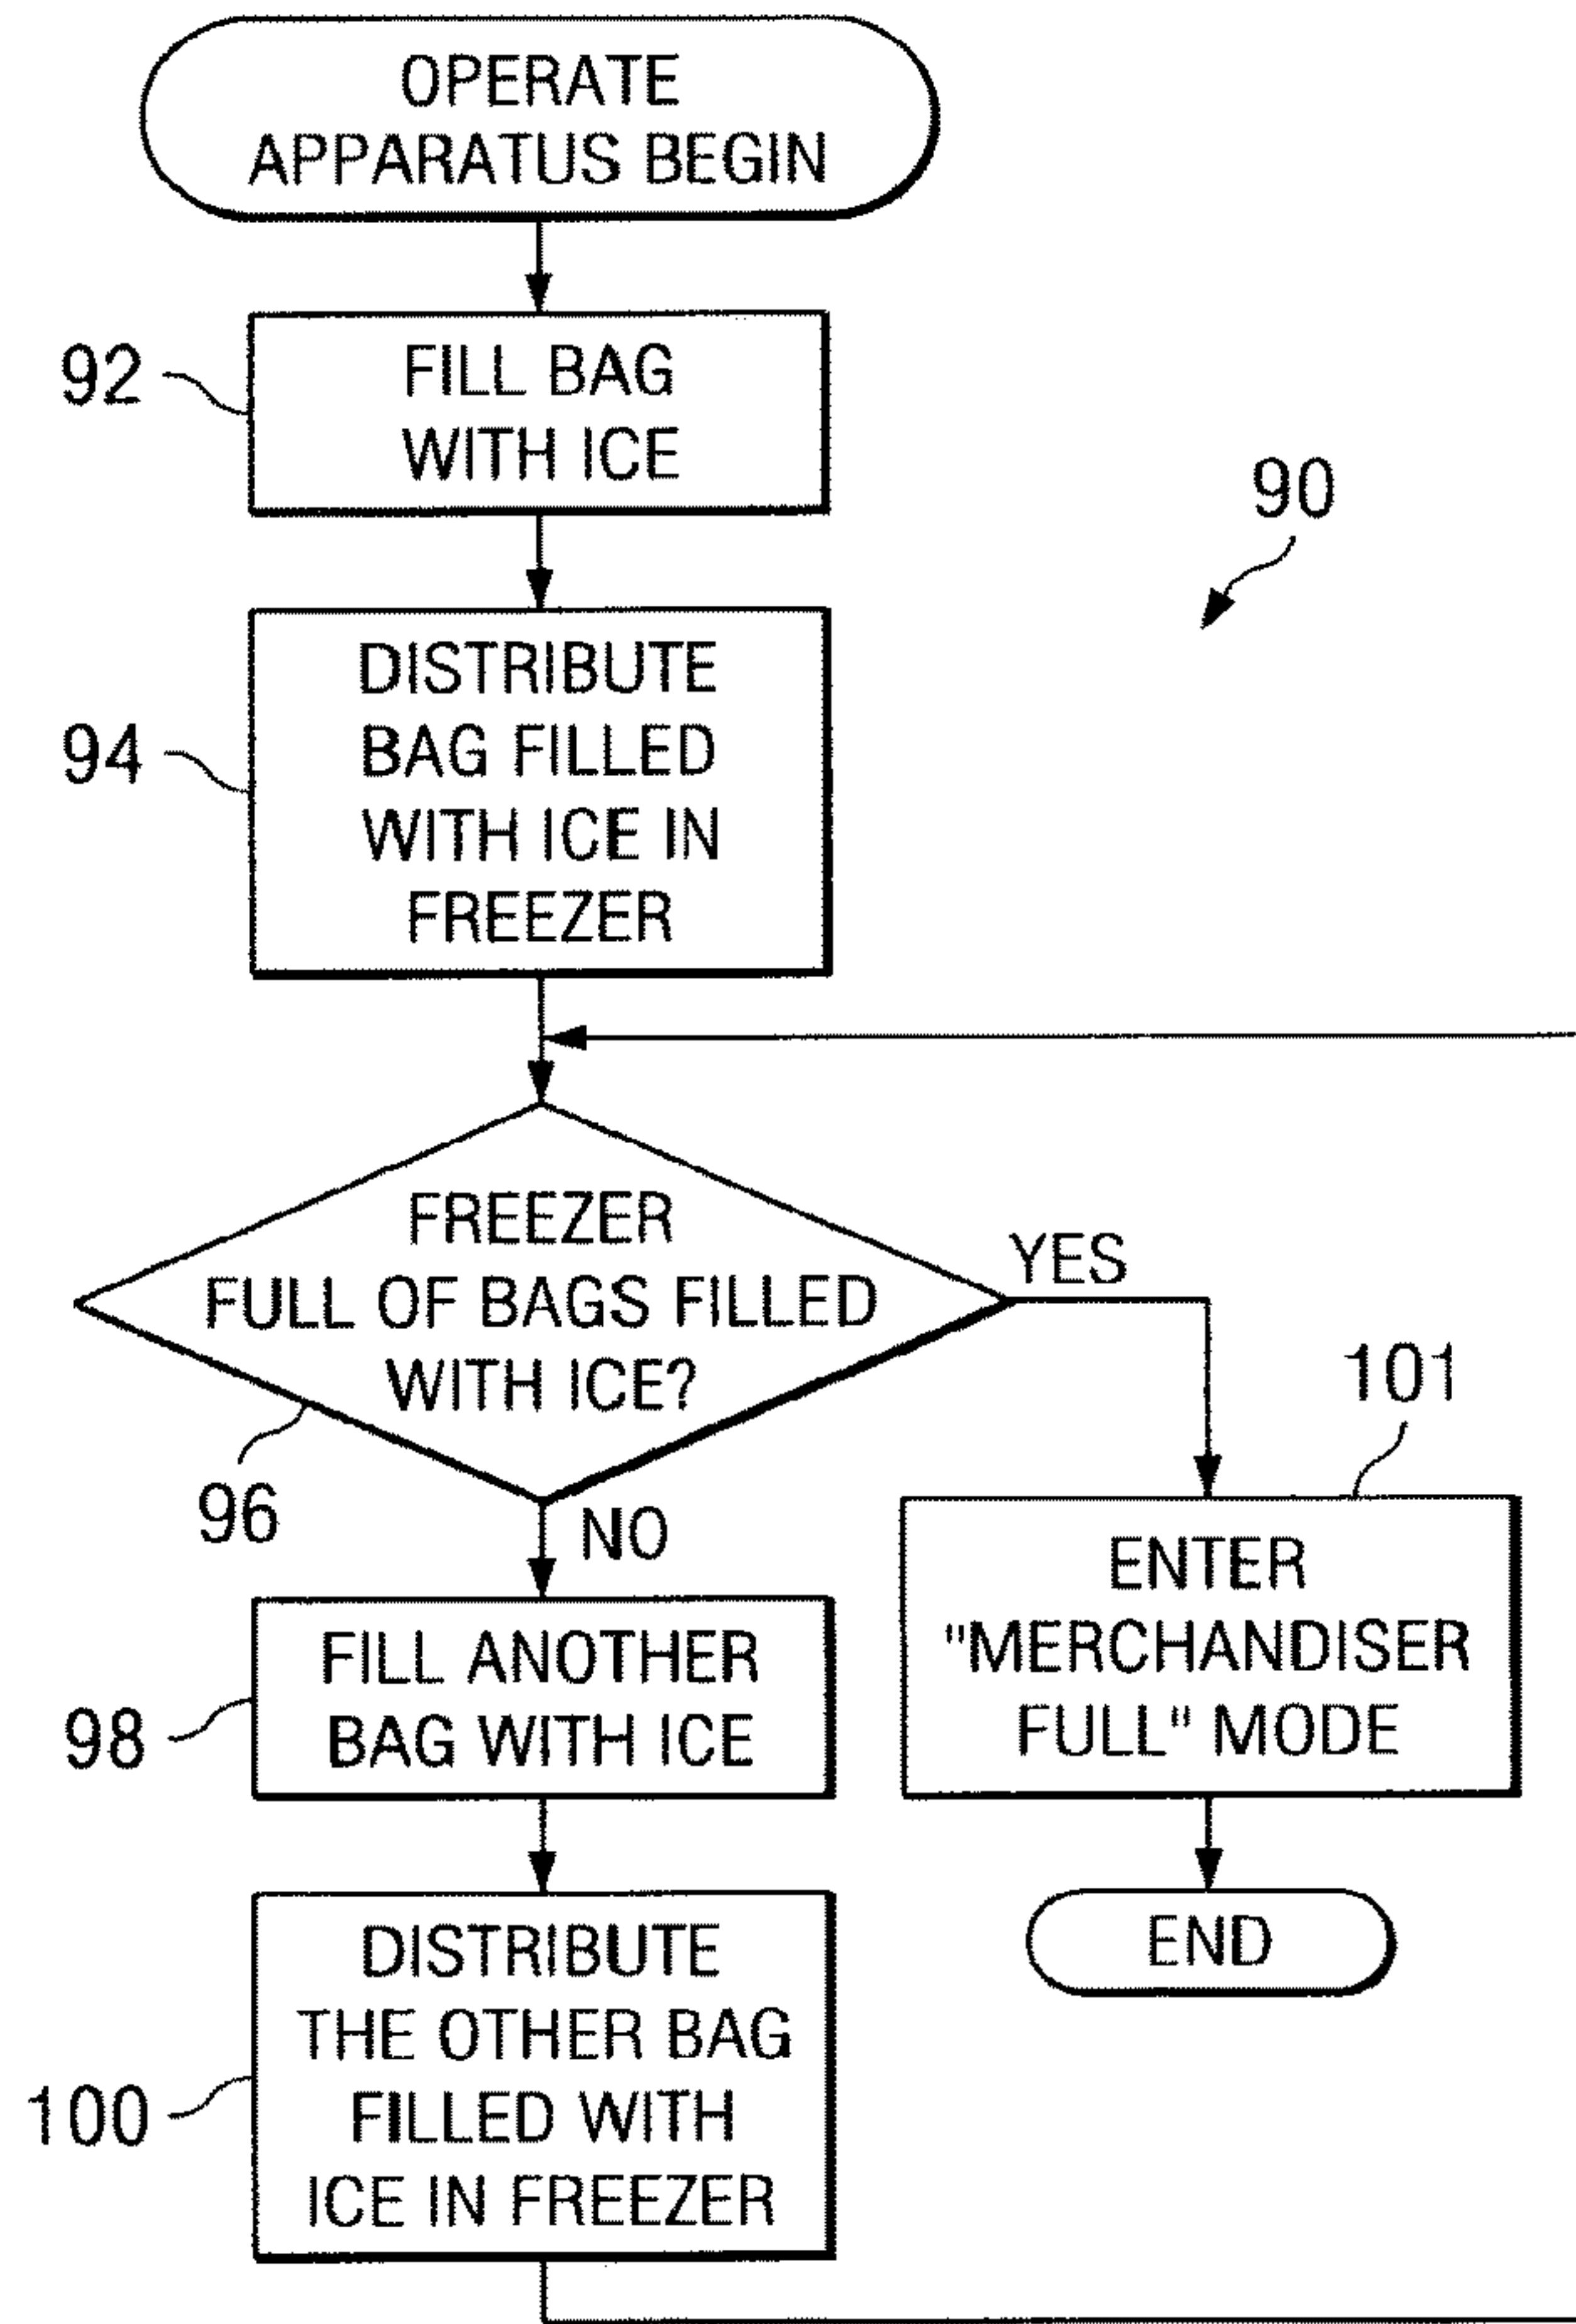 OPERATE
APPARATUS BEGIN
92
FILL BAG
WITH ICE
90
94
DISTRIBUTE
BAG FILLED
WITH ICE IN
FREEZER
FREEZER
FULL OF BAGS FILLED
WITH ICE?
YES
96
NO
101
98
FILL ANOTHER
BAG WITH ICE
ENTER
"MERCHANDISER
FULL" MODE
100
DISTRIBUTE
THE OTHER BAG
FILLED WITH
ICE IN FREEZER
END